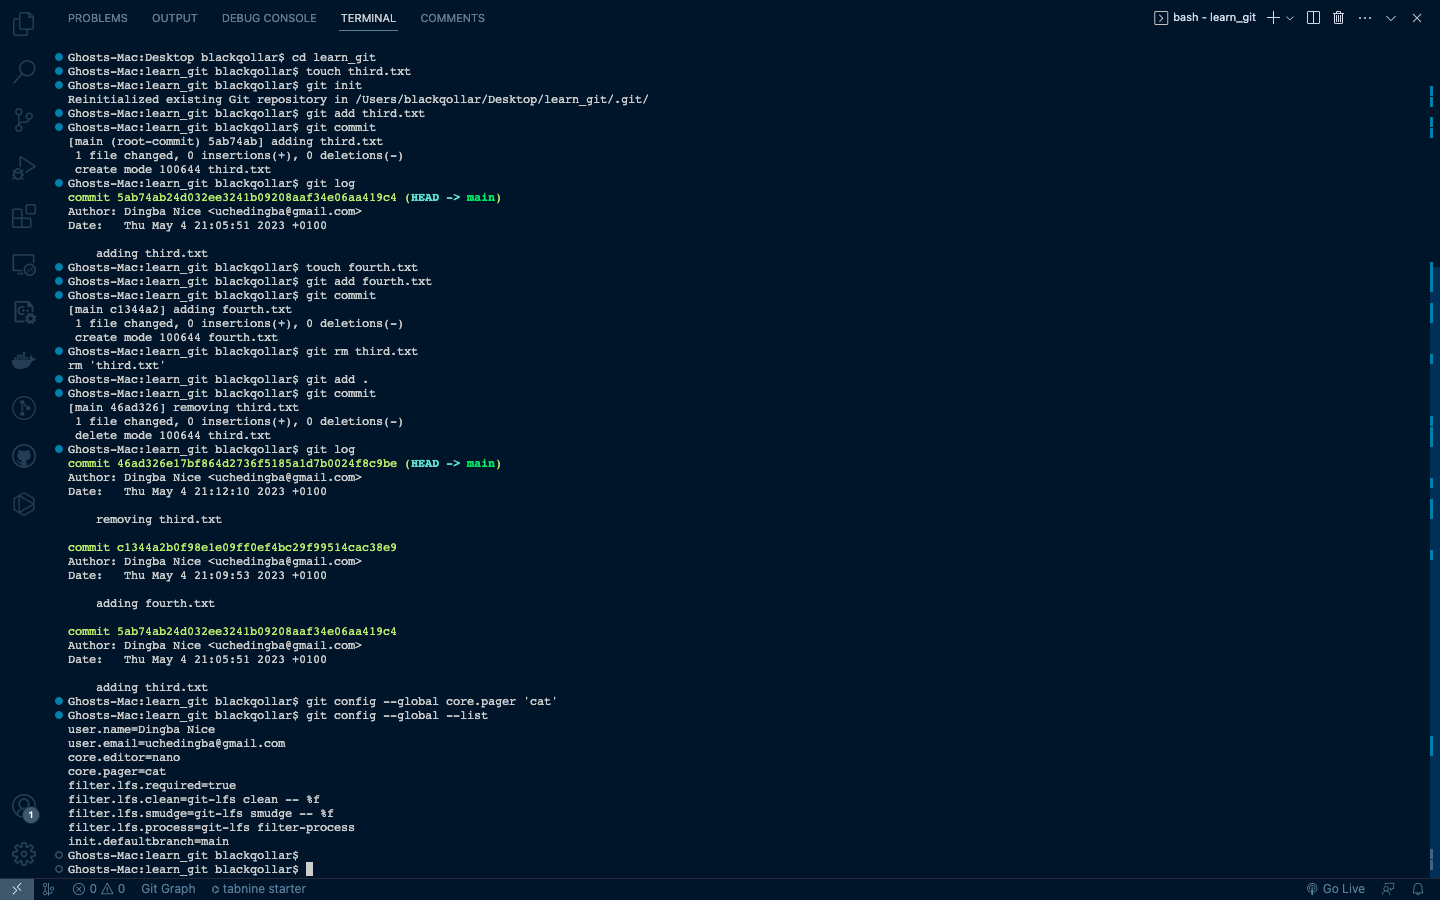 PROBLEMS OUTPUT DEBUG CONSOLE TERMINAL COMMENTS bash - learn_git
Ghosts-Mac:Desktop blackqollar$ cd learn_git
Ghosts-Mac:learn_git blackqollar$ touch third.txt
Ghosts-Mac:learn_git blackqollar$ git init
Reinitialized existing Git repository in /Users/blackqollar/Desktop/learn_git/.git/
Ghosts-Mac:learn_git blackqollar$ git add third.txt
Ghosts-Mac:learn_git blackqollar$ git commit
[main (root-commit) 5ab74ab] adding third.txt
 1 file changed, 0 insertions(+), 0 deletions(-)
 create mode 100644 third.txt
Ghosts-Mac:learn_git blackqollar$ git log
commit 5ab74ab24d032ee3241b09208aaf34e06aa419c4 (HEAD -> main)
Author: Dingba Nice <uchedingba@gmail.com>
Date:   Thu May 4 21:05:51 2023 +0100
    adding third.txt
Ghosts-Mac:learn_git blackqollar$ touch fourth.txt
Ghosts-Mac:learn_git blackqollar$ git add fourth.txt
Ghosts-Mac:learn_git blackqollar$ git commit
[main c1344a2] adding fourth.txt
 1 file changed, 0 insertions(+), 0 deletions(-)
 create mode 100644 fourth.txt
Ghosts-Mac:learn_git blackqollar$ git rm third.txt
rm 'third.txt'
Ghosts-Mac:learn_git blackqollar$ git add .
Ghosts-Mac:learn_git blackqollar$ git commit
[main 46ad326] removing third.txt
 1 file changed, 0 insertions(+), 0 deletions(-)
 delete mode 100644 third.txt
Ghosts-Mac:learn_git blackqollar$ git log
commit 46ad326e17bf864d2736f5185a1d7b0024f8c9be (HEAD -> main)
Author: Dingba Nice <uchedingba@gmail.com>
Date:   Thu May 4 21:12:10 2023 +0100
    removing third.txt
commit c1344a2b0f98e1e09ff0ef4bc29f99514cac38e9
Author: Dingba Nice <uchedingba@gmail.com>
Date:   Thu May 4 21:09:53 2023 +0100
    adding fourth.txt
commit 5ab74ab24d032ee3241b09208aaf34e06aa419c4
Author: Dingba Nice <uchedingba@gmail.com>
Date:   Thu May 4 21:05:51 2023 +0100
    adding third.txt
Ghosts-Mac:learn_git blackqollar$ git config --global core.pager 'cat'
Ghosts-Mac:learn_git blackqollar$ git config --global --list
user.name=Dingba Nice
user.email=uchedingba@gmail.com
core.editor=nano
core.pager=cat
filter.lfs.required=true
filter.lfs.clean=git-lfs clean -- %f
filter.lfs.smudge=git-lfs smudge -- %f
filter.lfs.process=git-lfs filter-process
init.defaultbranch=main
Ghosts-Mac:learn_git blackqollar$
Ghosts-Mac:learn_git blackqollar$
1
0 0 Git Graph tabnine starter Go Live